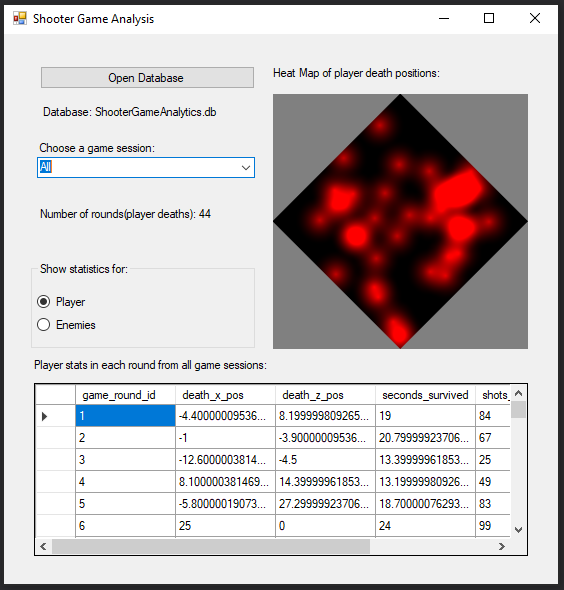 Shooter Game Analysis
Open Database
Heat Map of player death positions:
Database: ShooterGameAnalytics.db
Choose a game session:
All
Number of rounds(player deaths): 44
Show statistics for:
Player
Enemies
Player stats in each round from all game sessions:
game_round_id death_x_pos death_z_pos seconds_survived shots_
1 -4.40000009536... 8.199999809265... 19 84
2 -1 -3.90000009536... 20.79999923706... 67
3 -12.6000003814... -4.5 13.39999961853... 25
4 8.100000381469... 14.39999961853... 13.19999980926... 49
5 -5.80000019073... 27.29999923706... 18.70000076293... 83
6 25 0 24 99